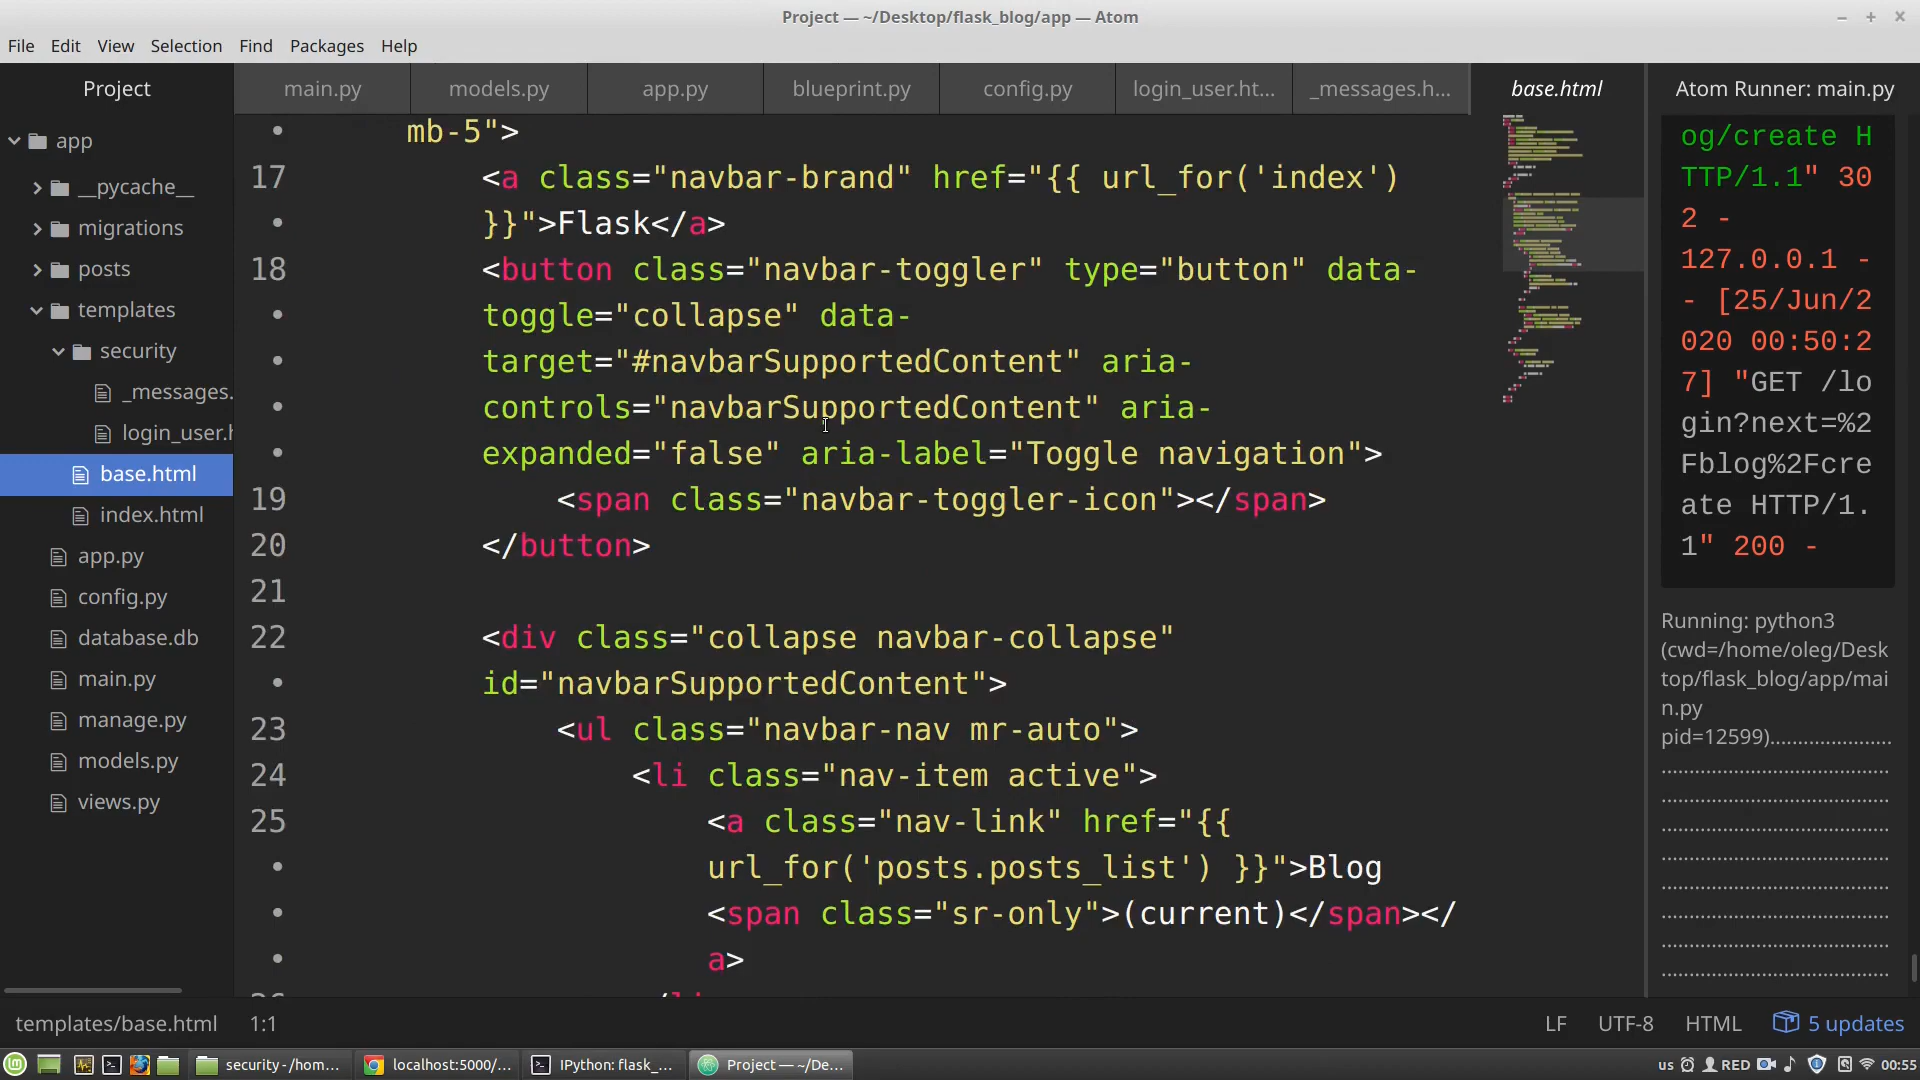 Project — ~/Desktop/flask_blog/app — Atom
File Edit View Selection Find Packages Help
Project
main.py models.py app.py blueprint.py config.py login_user.ht... _messages.h... base.html
Atom Runner: main.py
app
__pycache__
migrations
posts
templates
security
_messages.
login_user.h
base.html
index.html
app.py
config.py
database.db
main.py
manage.py
models.py
views.py
mb-5">
17 <a class="navbar-brand" href="{{ url_for('index')
}}">Flask</a>
18 <button class="navbar-toggler" type="button" data-
toggle="collapse" data-
target="#navbarSupportedContent" aria-
controls="navbarSupportedContent" aria-
expanded="false" aria-label="Toggle navigation">
19 <span class="navbar-toggler-icon"></span>
20 </button>
21
22 <div class="collapse navbar-collapse"
id="navbarSupportedContent">
23 <ul class="navbar-nav mr-auto">
24 <li class="nav-item active">
25 <a class="nav-link" href="{{
url_for('posts.posts_list') }}">Blog
<span class="sr-only">(current)</span></
a>
og/create H
TTP/1.1" 30
2 -
127.0.0.1 -
- [25/Jun/2
020 00:50:2
7] "GET /lo
gin?next=%2
Fblog%2Fcre
ate HTTP/1.
1" 200 -
Running: python3
(cwd=/home/oleg/Desk
top/flask_blog/app/mai
n.py
pid=12599)......................
templates/base.html 1:1 LF UTF-8 HTML 5 updates
security - /hom... localhost:5000/... IPython: flask_... Project — ~/De... us RED 00:55